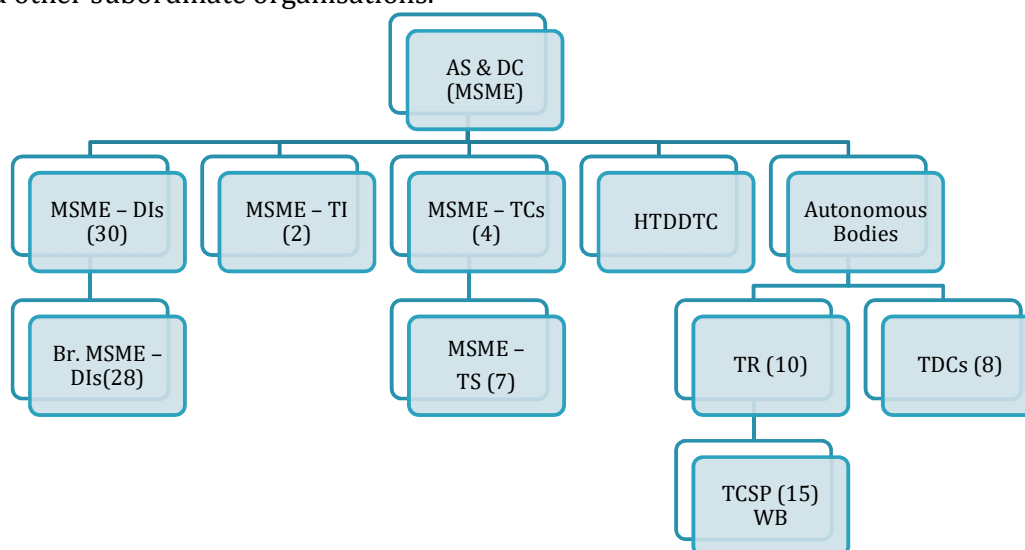 other subordinate organisations.
AS & DC
(MSME)
MSME – DIs
(30)
MSME – TI
(2)
MSME – TCs
(4)
HTDDTC
Autonomous
Bodies
Br. MSME –
DIs(28)
MSME –
TS (7)
TR (10)
TDCs (8)
TCSP (15)
WB